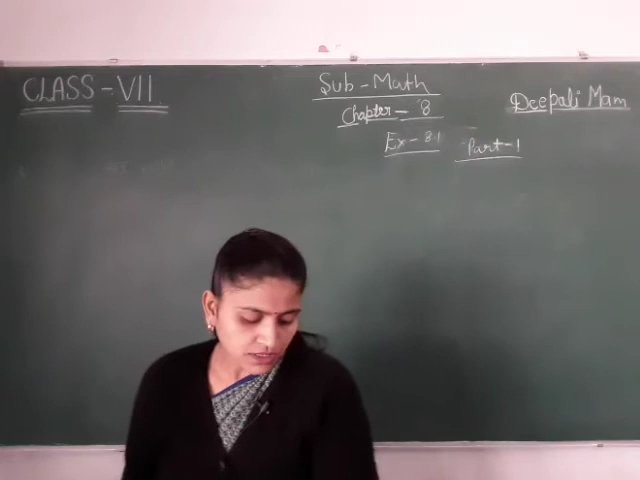 CLASS - VII
Sub - Math
Deepali Mam
Chapter - 8
Ex - 8.1 Part - 1